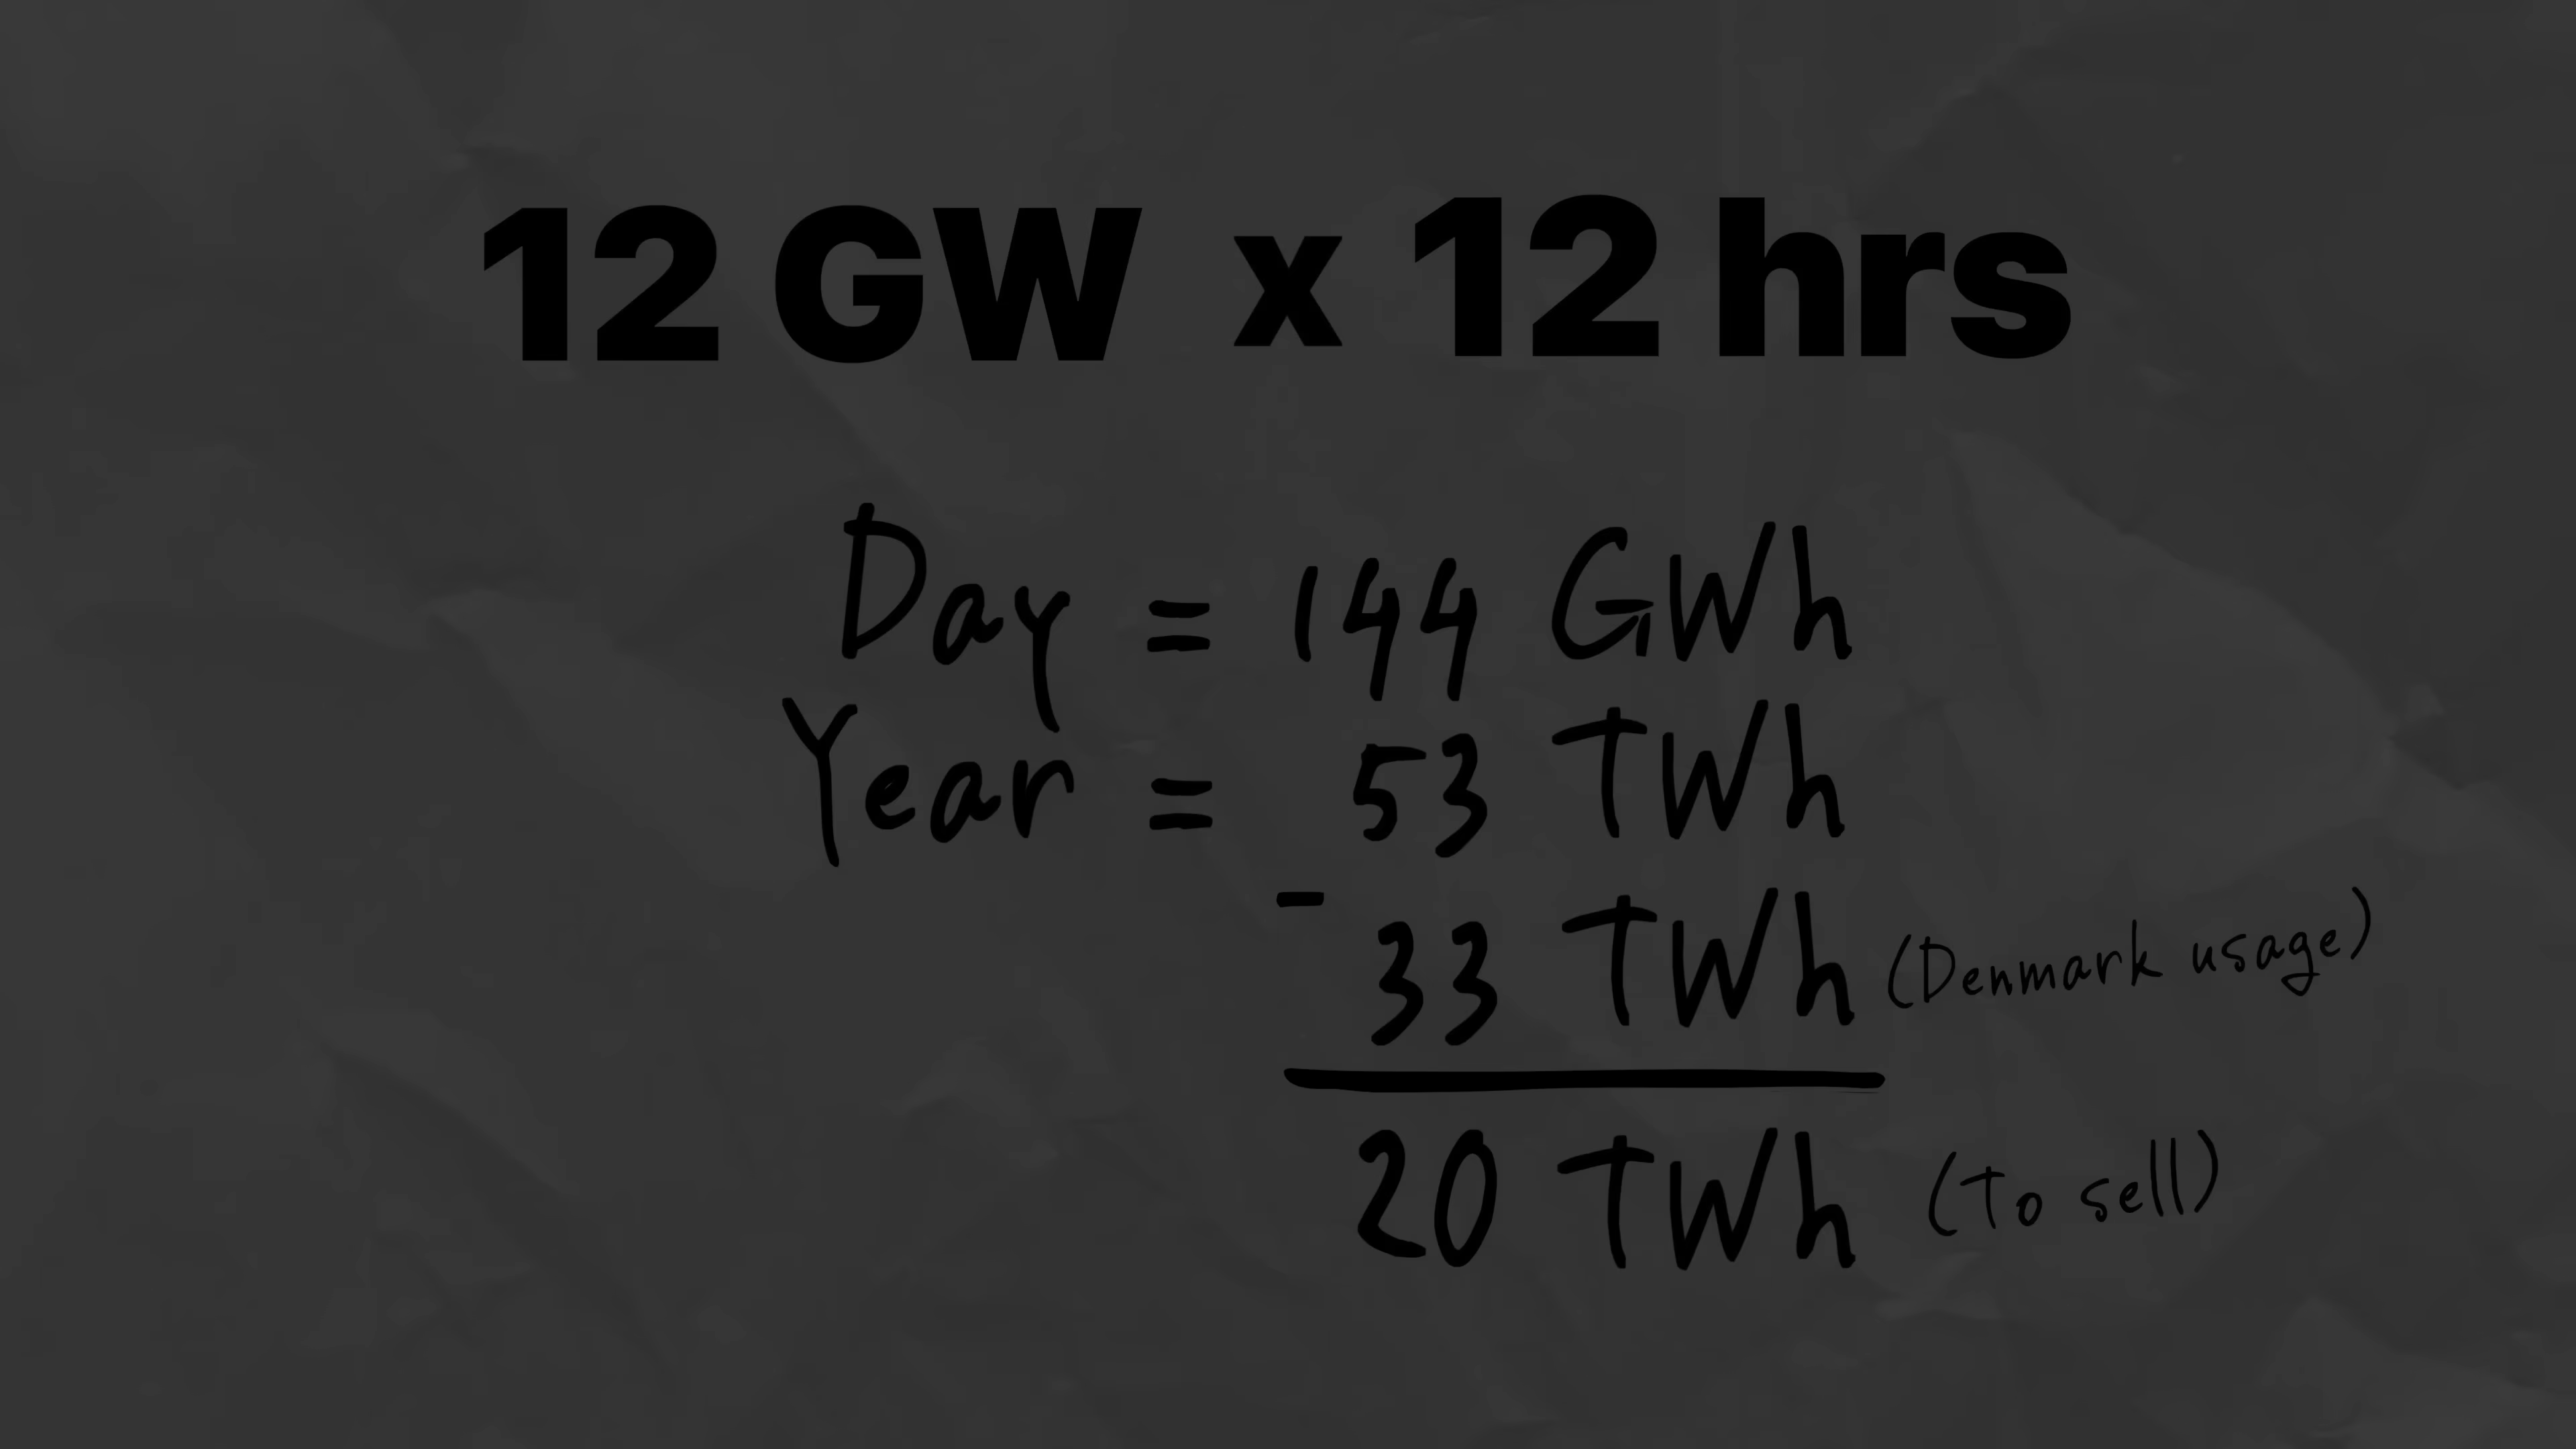 12 GW x 12 hrs
Day = 144 GWh
Year = 53 TWh
- 33 TWh (Denmark usage)
20 TWh (To sell)